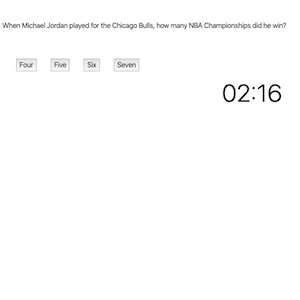 When Michael Jordan played for the Chicago Bulls, how many NBA Championships did he win?
Four Five Six Seven
02:16